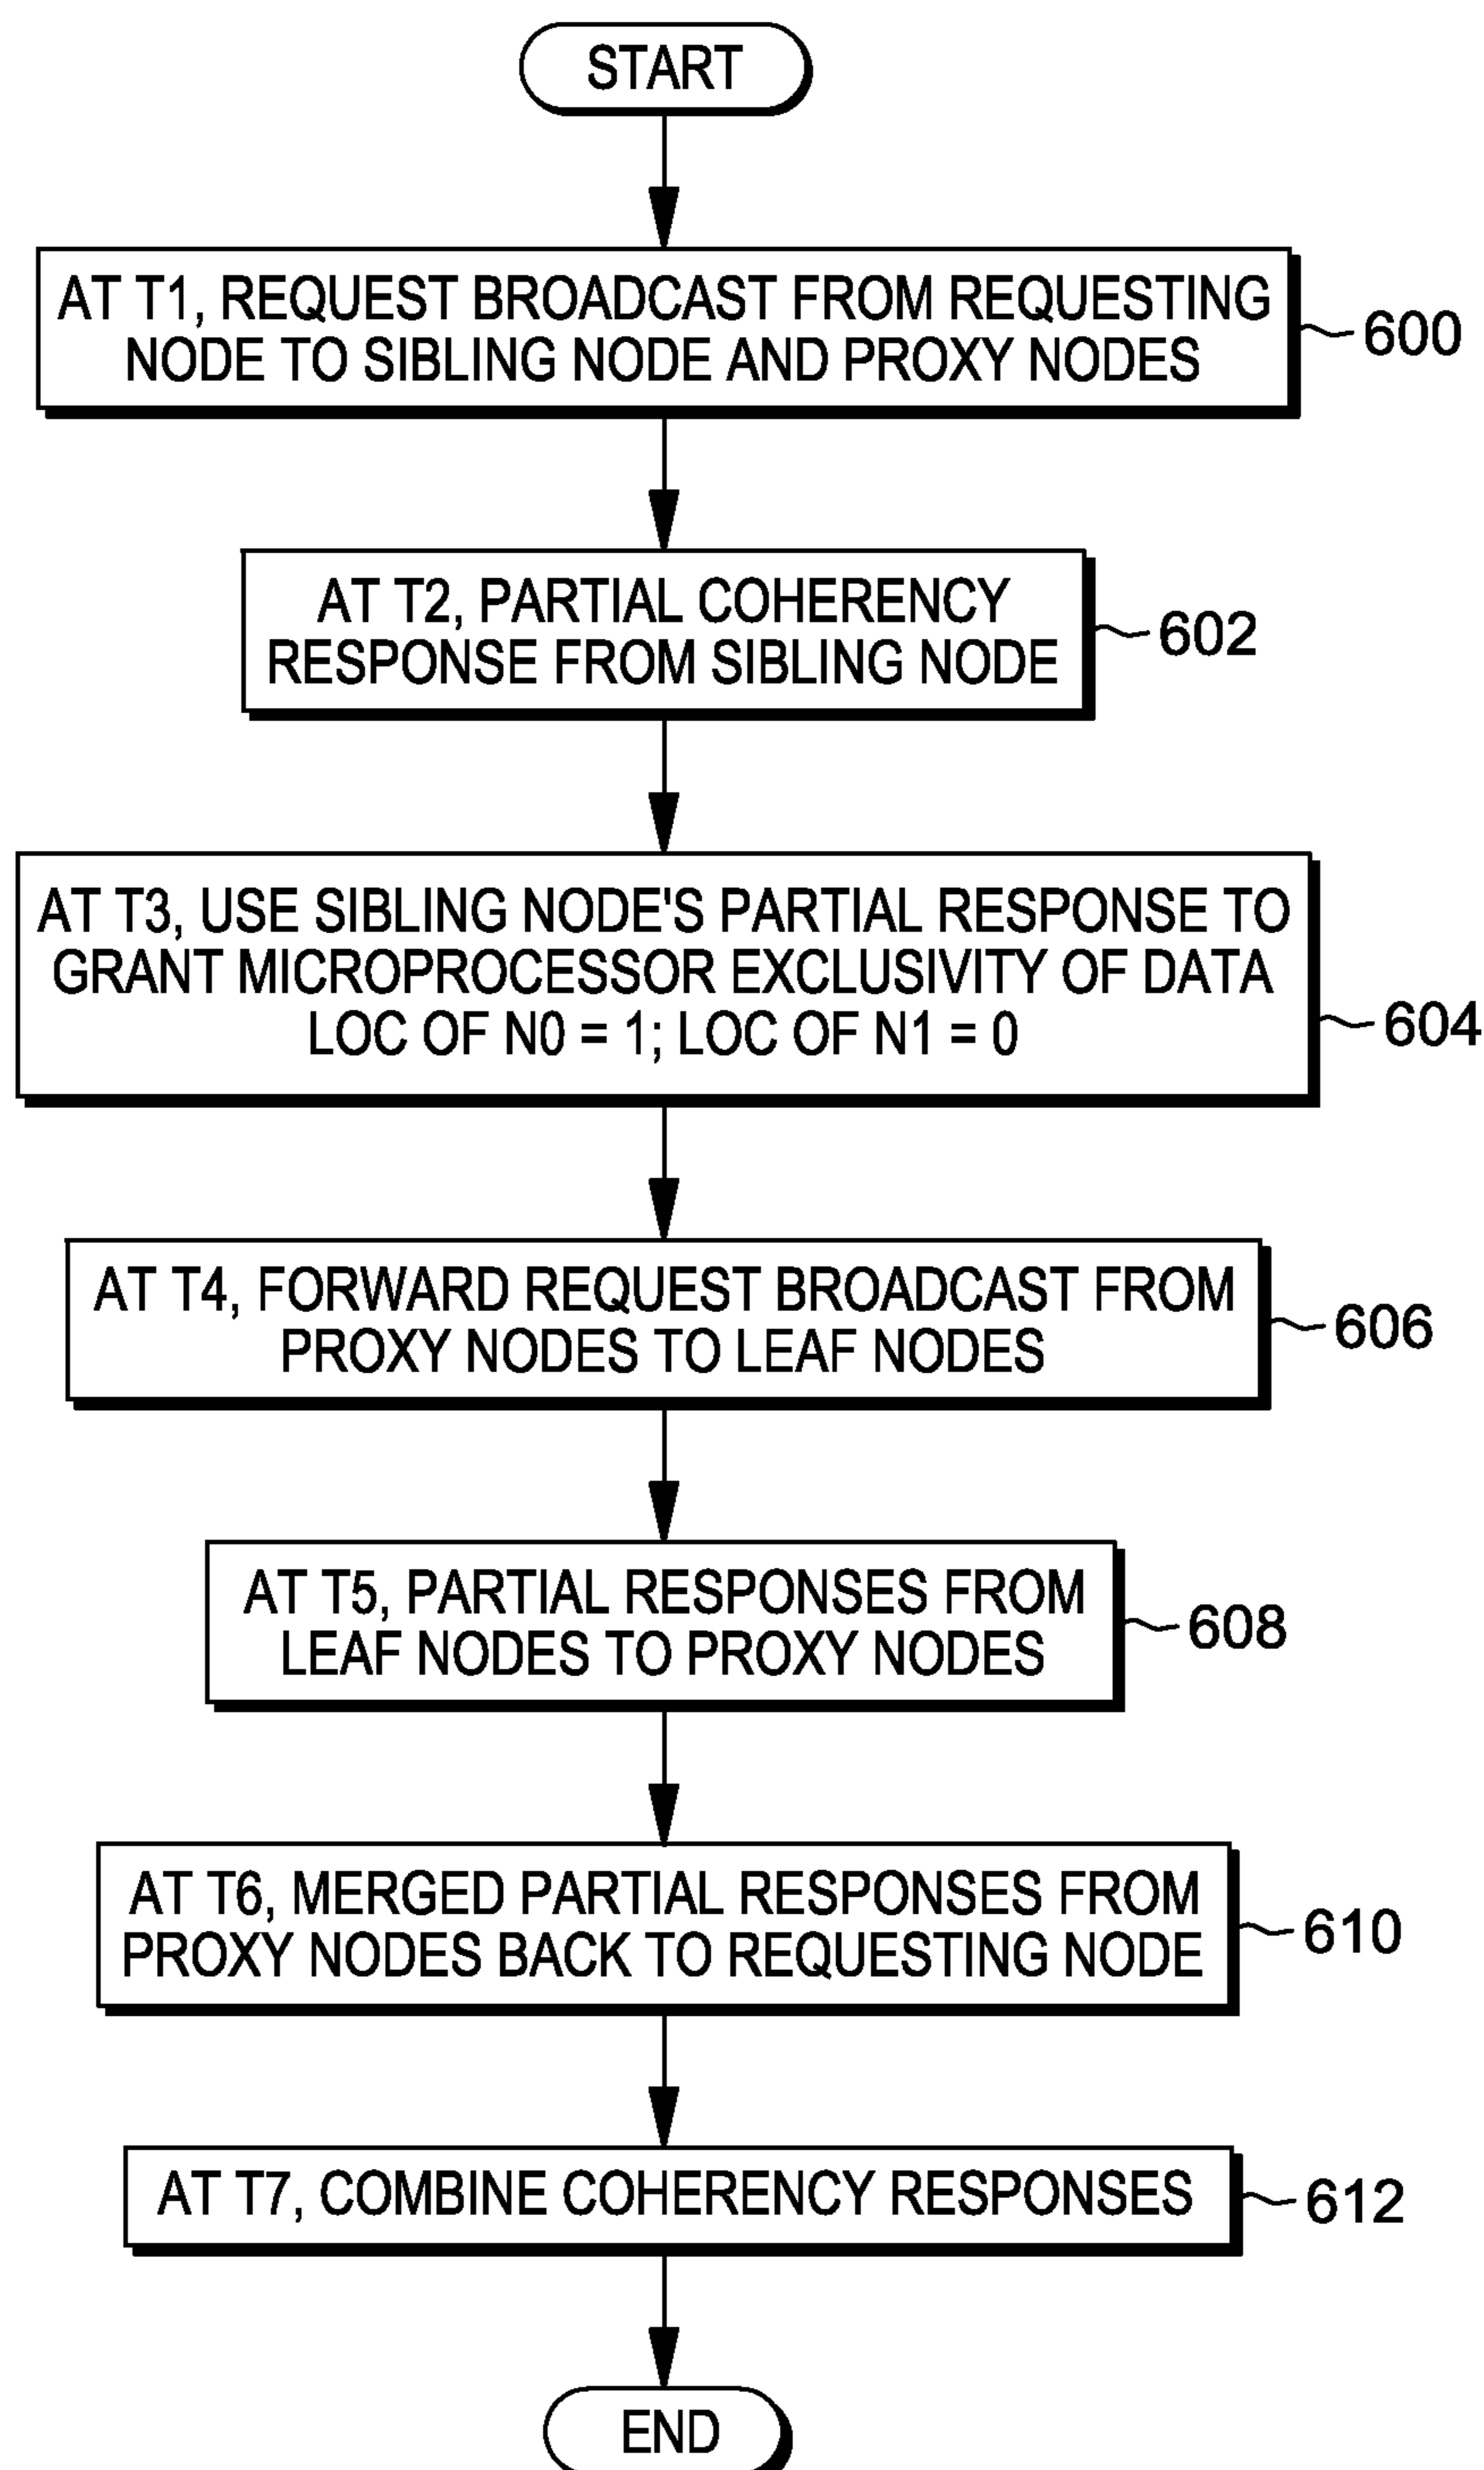 START
AT T1, REQUEST BROADCAST FROM REQUESTING
NODE TO SIBLING NODE AND PROXY NODES
600
AT T2, PARTIAL COHERENCY
RESPONSE FROM SIBLING NODE
602
AT T3, USE SIBLING NODE'S PARTIAL RESPONSE TO
GRANT MICROPROCESSOR EXCLUSIVITY OF DATA
LOC OF N0 = 1; LOC OF N1 = 0
604
AT T4, FORWARD REQUEST BROADCAST FROM
PROXY NODES TO LEAF NODES
606
AT T5, PARTIAL RESPONSES FROM
LEAF NODES TO PROXY NODES
608
AT T6, MERGED PARTIAL RESPONSES FROM
PROXY NODES BACK TO REQUESTING NODE
610
AT T7, COMBINE COHERENCY RESPONSES
612
END